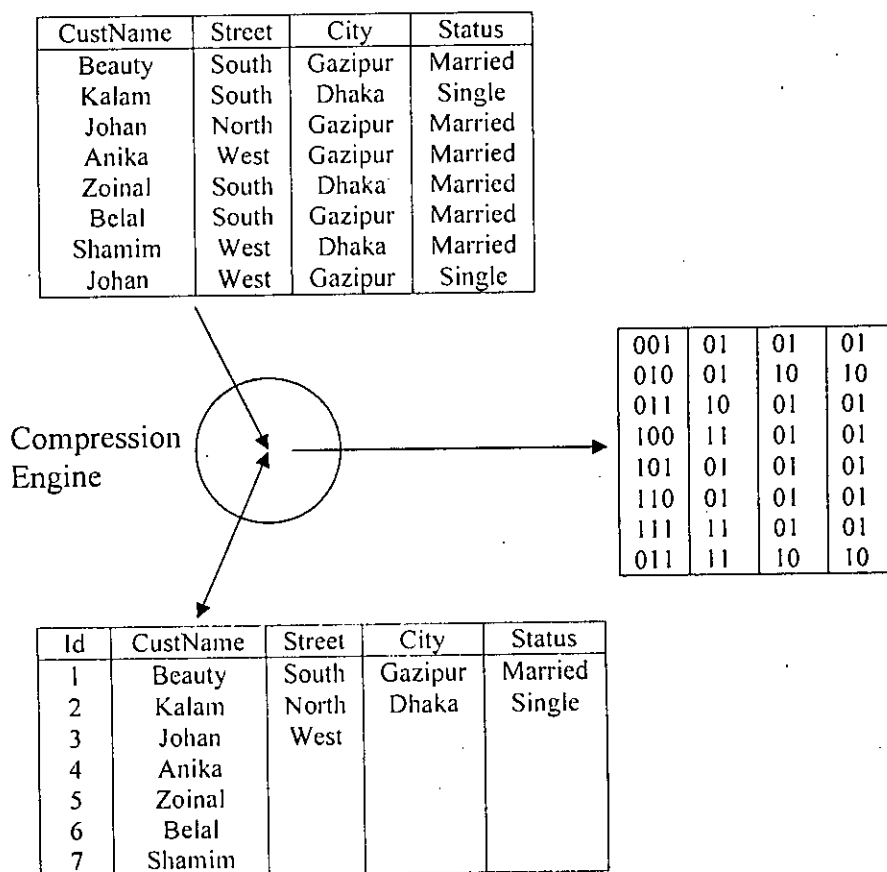 CustName Street City Status
Beauty South Gazipur Married
Kalam South Dhaka Single
Johan North Gazipur Married
Anika West Gazipur Married
Zoinal South Dhaka Married
Belal South Gazipur Married
Shamim West Dhaka Married
Johan West Gazipur Single
001 01 01 01
010 01 10 10
011 10 01 01
100 11 01 01
101 01 01 01
110 01 01 01
111 11 01 01
011 11 10 10
Compression
Engine
Id CustName Street City Status
1 Beauty South Gazipur Married
2 Kalam North Dhaka Single
3 Johan West
4 Anika
5 Zoinal
6 Belal
7 Shamim